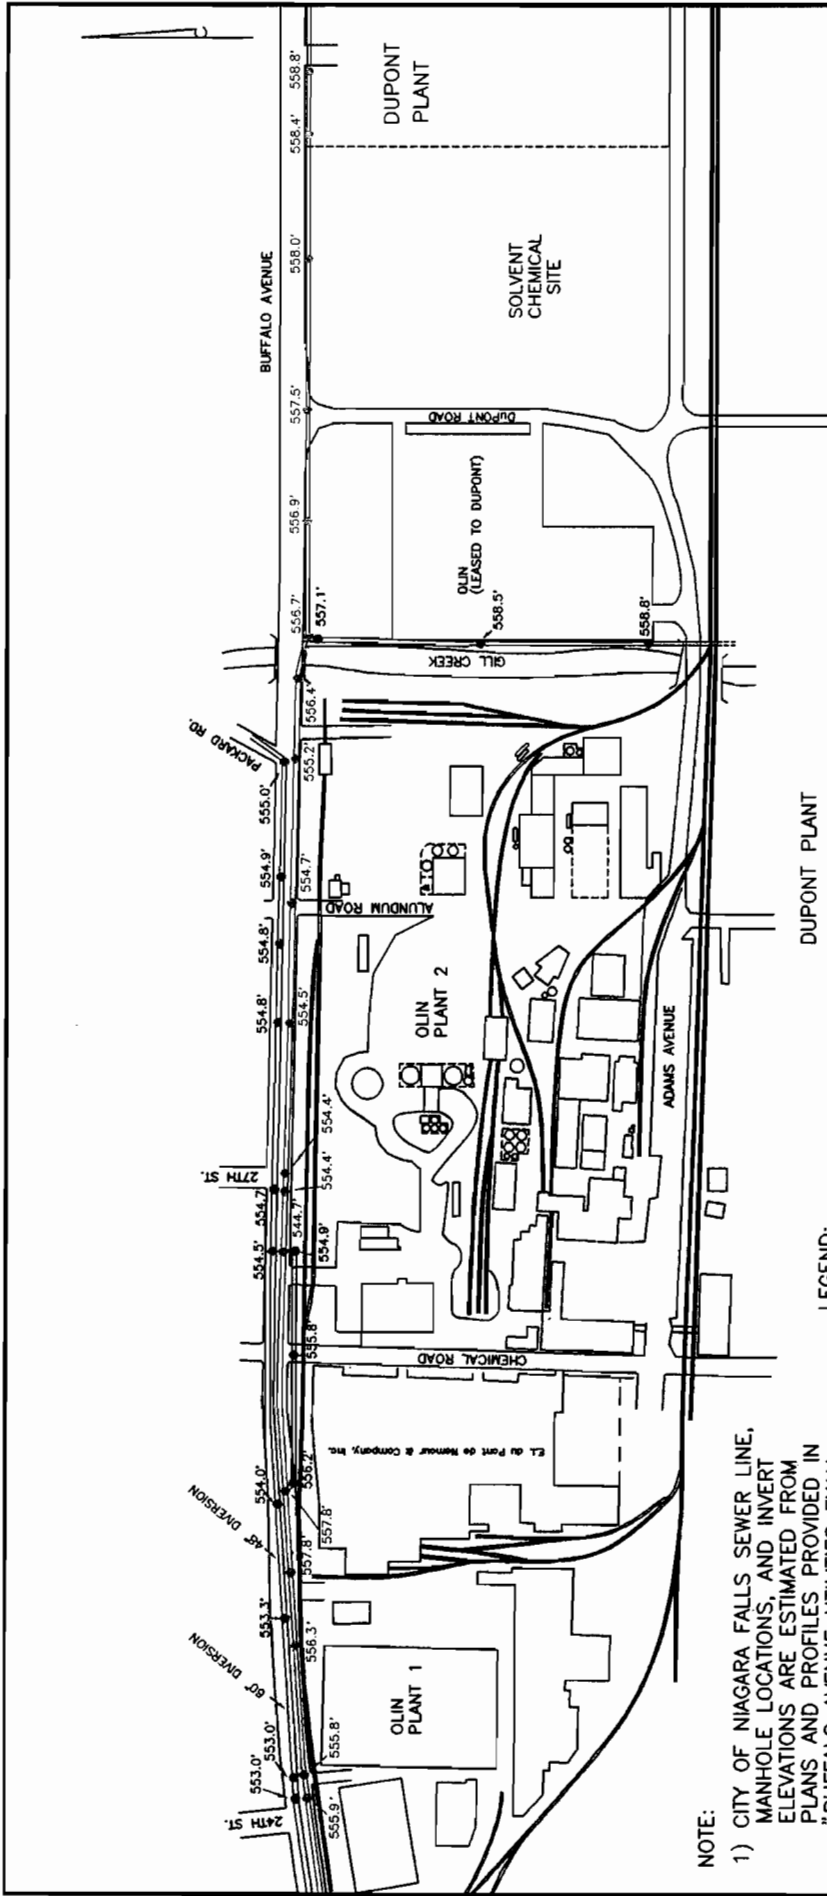 BUFFALO AVENUE
558.8'
558.4'
558.0'
557.5'
556.9'
556.7'
557.1'
558.5'
558.8'
556.4'
555.2'
555.0'
554.9'
554.7'
554.8'
554.8'
554.5'
554.4'
554.4'
554.7'
544.7'
554.5'
554.9'
555.8'
556.2'
554.0'
557.8'
557.8'
553.3'
556.3'
553.0'
553.0'
555.8'
555.9'
48" DIVERSION
60" DIVERSION
PACKARD RD.
27TH ST.
24TH ST.
DUPONT
PLANT
SOLVENT
CHEMICAL
SITE
DuPONT ROAD
OLIN
(LEASED TO DUPONT)
GILL CREEK
ALUNDUM ROAD
OLIN
PLANT 2
ADAMS AVENUE
CHEMICAL ROAD
E.I. du Pont de Nemour & Company, Inc.
OLIN
PLANT 1
DUPONT PLANT
LEGEND:
NOTE:
1) CITY OF NIAGARA FALLS SEWER LINE,
MANHOLE LOCATIONS, AND INVERT
ELEVATIONS ARE ESTIMATED FROM
PLANS AND PROFILES PROVIDED IN
"BUFFALO AVENUE UTILITIES